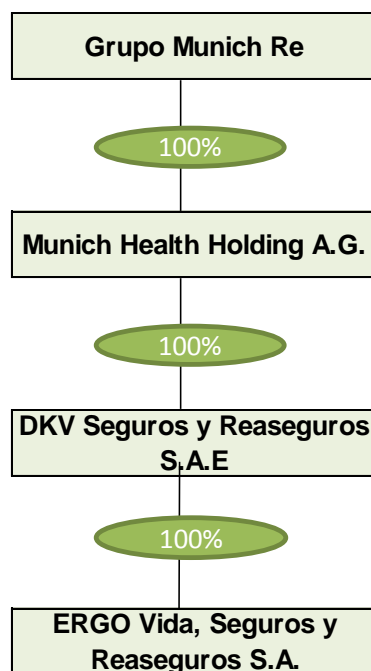 Grupo Munich Re
100%
Munich Health Holding A.G.
100%
DKV Seguros y Reaseguros
S.A.E
100%
ERGO Vida, Seguros y
Reaseguros S.A.